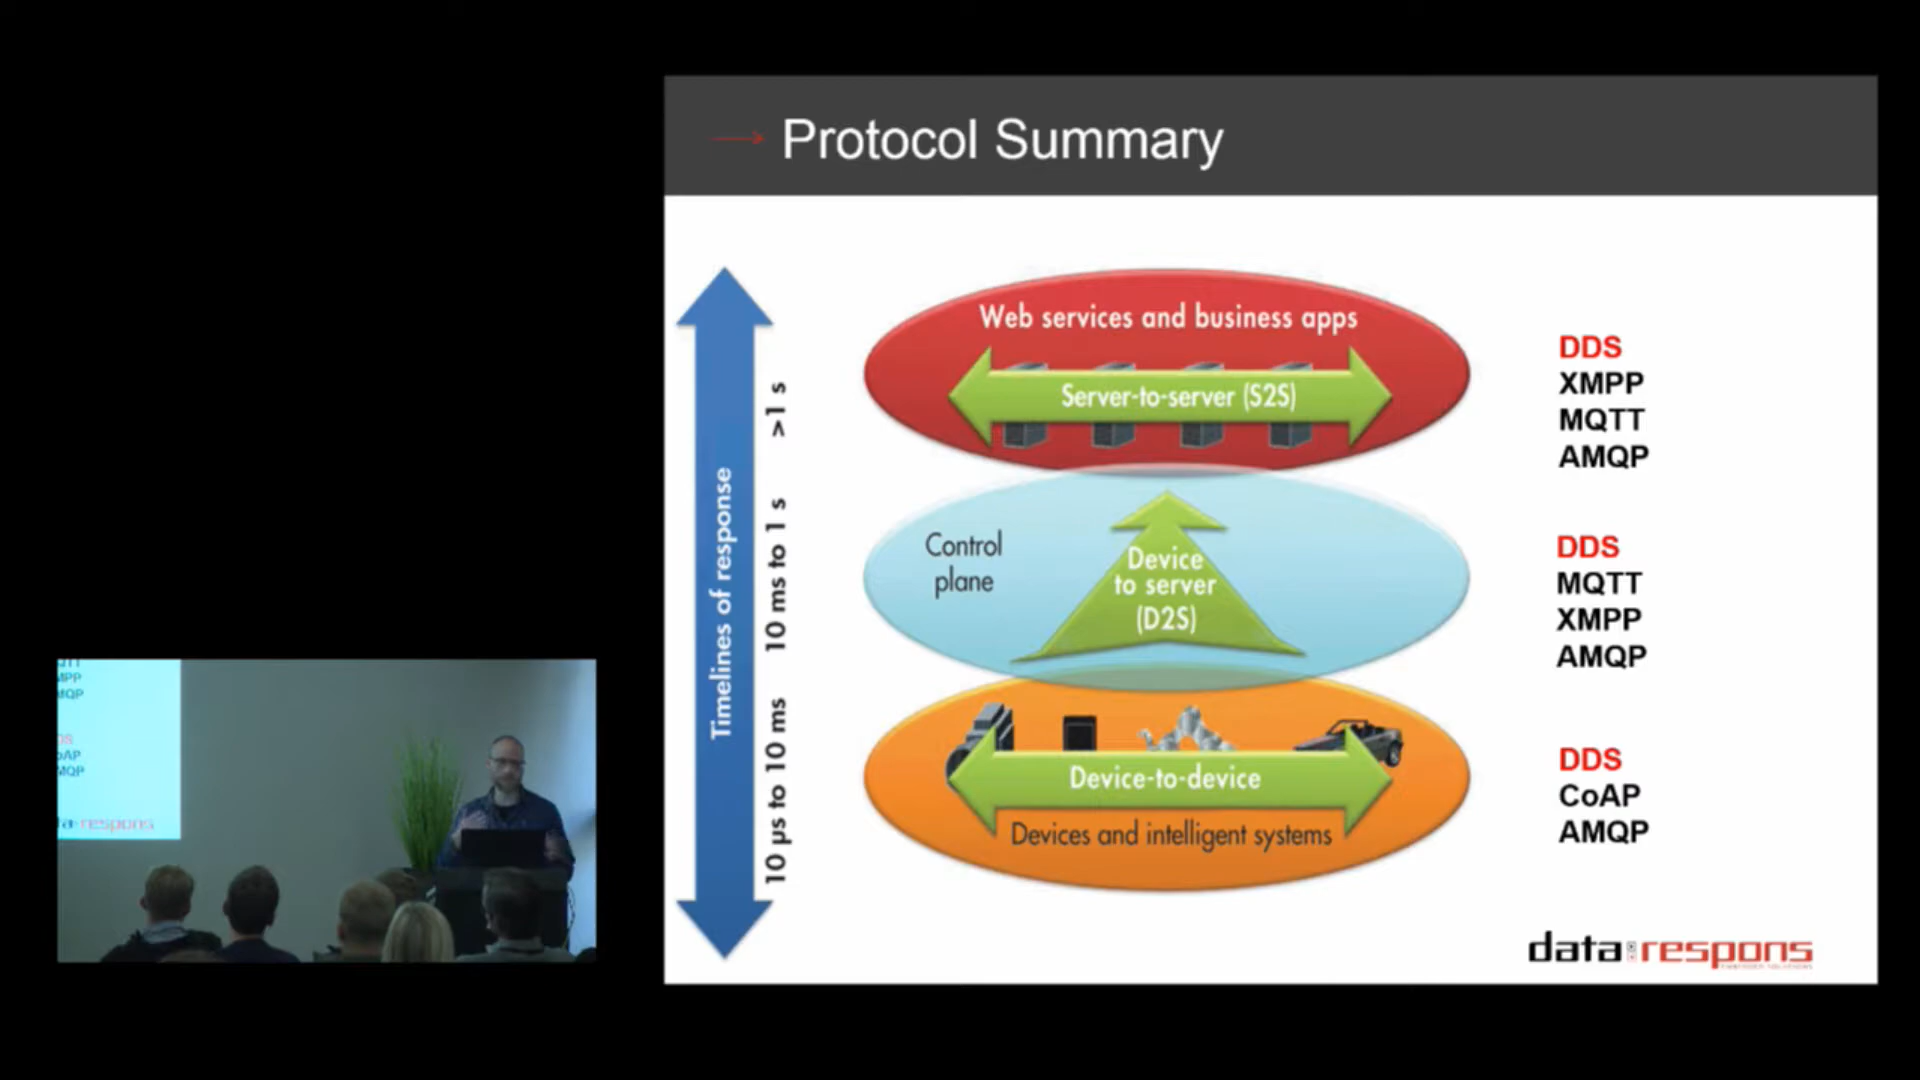 Protocol Summary
Timelines of response
>1 s
10 ms to 1 s
10 µs to 10 ms
Web services and business apps
Server-to-server (S2S)
Control
plane
Device
to server
(D2S)
Device-to-device
Devices and intelligent systems
DDS
XMPP
MQTT
AMQP
DDS
MQTT
XMPP
AMQP
DDS
CoAP
AMQP
data respons